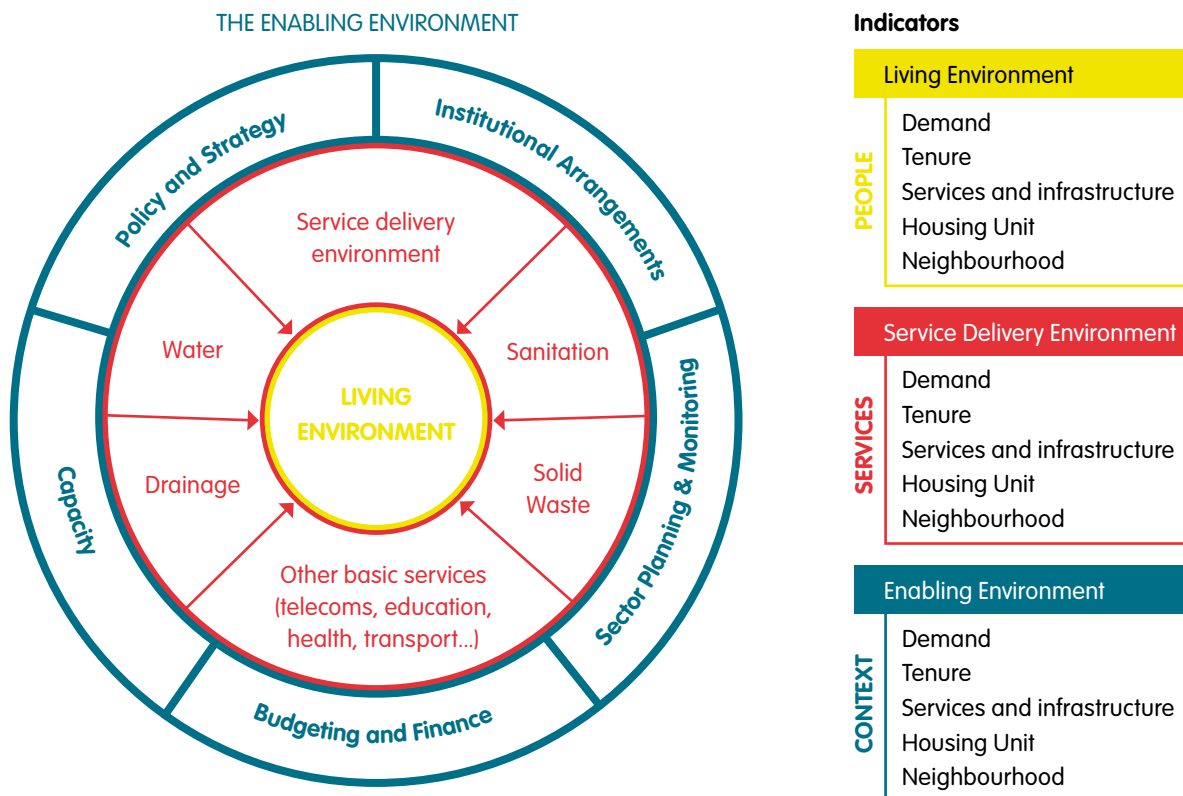 THE ENABLING ENVIRONMENT
Policy and Strategy
Institutional Arrangements
Sector Planning & Monitoring
Budgeting and Finance
Capacity
Service delivery
environment
Water
Sanitation
Drainage
Solid
Waste
Other basic services
(telecoms, education,
health, transport...)
LIVING
ENVIRONMENT
Indicators
Living Environment
PEOPLE
Demand
Tenure
Services and infrastructure
Housing Unit
Neighbourhood
Service Delivery Environment
SERVICES
Demand
Tenure
Services and infrastructure
Housing Unit
Neighbourhood
Enabling Environment
CONTEXT
Demand
Tenure
Services and infrastructure
Housing Unit
Neighbourhood